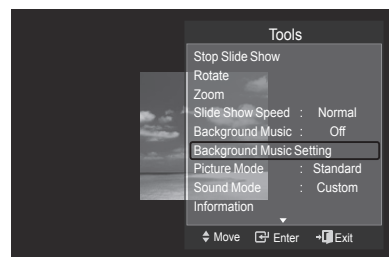 Tools
Stop Slide Show
Rotate
Zoom
Slide Show Speed : Normal
Background Music : Off
Background Music Setting
Picture Mode : Standard
Sound Mode : Custom
Information
Move Enter Exit